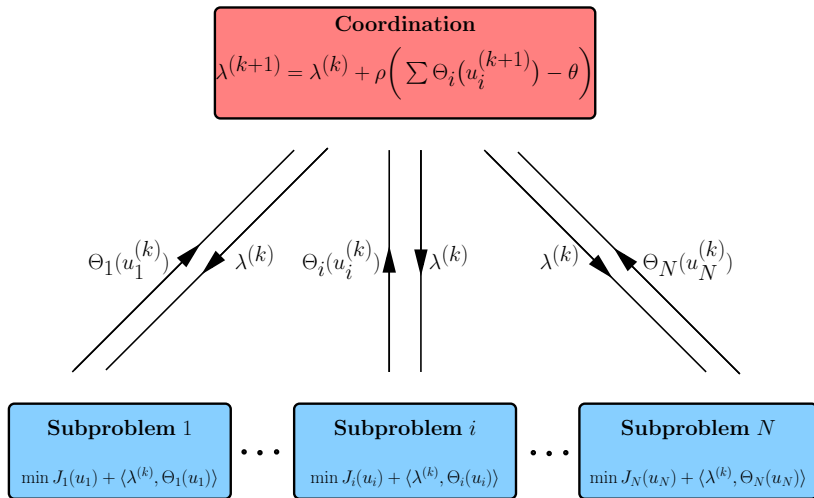 Coordination
λ^{(k+1)} = λ^{(k)} + ρ( ∑ Θ_i(u_i^{(k+1)}) − θ )
Θ_1(u_1^{(k)}) λ^{(k)} Θ_i(u_i^{(k)}) λ^{(k)} λ^{(k)} Θ_N(u_N^{(k)})
Subproblem 1 ... Subproblem i ... Subproblem N
min J_1(u_1) + ⟨λ^{(k)}, Θ_1(u_1)⟩ min J_i(u_i) + ⟨λ^{(k)}, Θ_i(u_i)⟩ min J_N(u_N) + ⟨λ^{(k)}, Θ_N(u_N)⟩